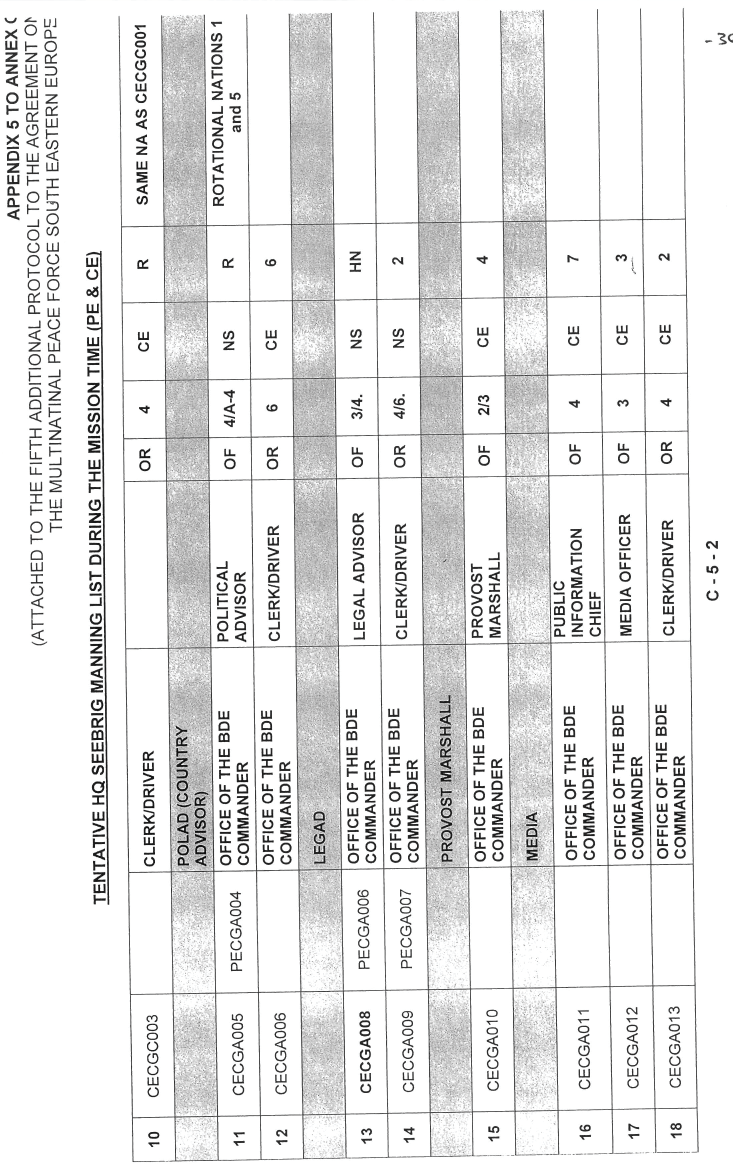 APPENDIX 5 TO ANNEX C
(ATTACHED TO THE FIFTH ADDITIONAL PROTOCOL TO THE AGREEMENT ON
THE MULTINATINAL PEACE FORCE SOUTH EASTERN EUROPE
TENTATIVE HQ SEEBRIG MANNING LIST DURING THE MISSION TIME (PE & CE)
10 CECGC003 CLERK/DRIVER OR 4 CE R SAME NA AS CECGC001
POLAD (COUNTRY
ADVISOR)
11 CECGA005 PECGA004 OFFICE OF THE BDE
COMMANDER
POLITICAL
ADVISOR
OF 4/A-4 NS R
ROTATIONAL NATIONS 1
and 5
12 CECGA006 OFFICE OF THE BDE
COMMANDER
CLERK/DRIVER OR 6 CE 6
LEGAD
13 CECGA008 PECGA006 OFFICE OF THE BDE
COMMANDER
LEGAL ADVISOR OF 3/4. NS HN
14 CECGA009 PECGA007 OFFICE OF THE BDE
COMMANDER
CLERK/DRIVER OR 4/6. NS 2
PROVOST MARSHALL
15 CECGA010 OFFICE OF THE BDE
COMMANDER
PROVOST
MARSHALL
OF 2/3 CE 4
MEDIA
16 CECGA011 OFFICE OF THE BDE
COMMANDER
PUBLIC
INFORMATION
CHIEF
OF 4 CE 7
17 CECGA012 OFFICE OF THE BDE
COMMANDER
MEDIA OFFICER OF 3 CE 3
18 CECGA013 OFFICE OF THE BDE
COMMANDER
CLERK/DRIVER OR 4 CE 2
C - 5 - 2